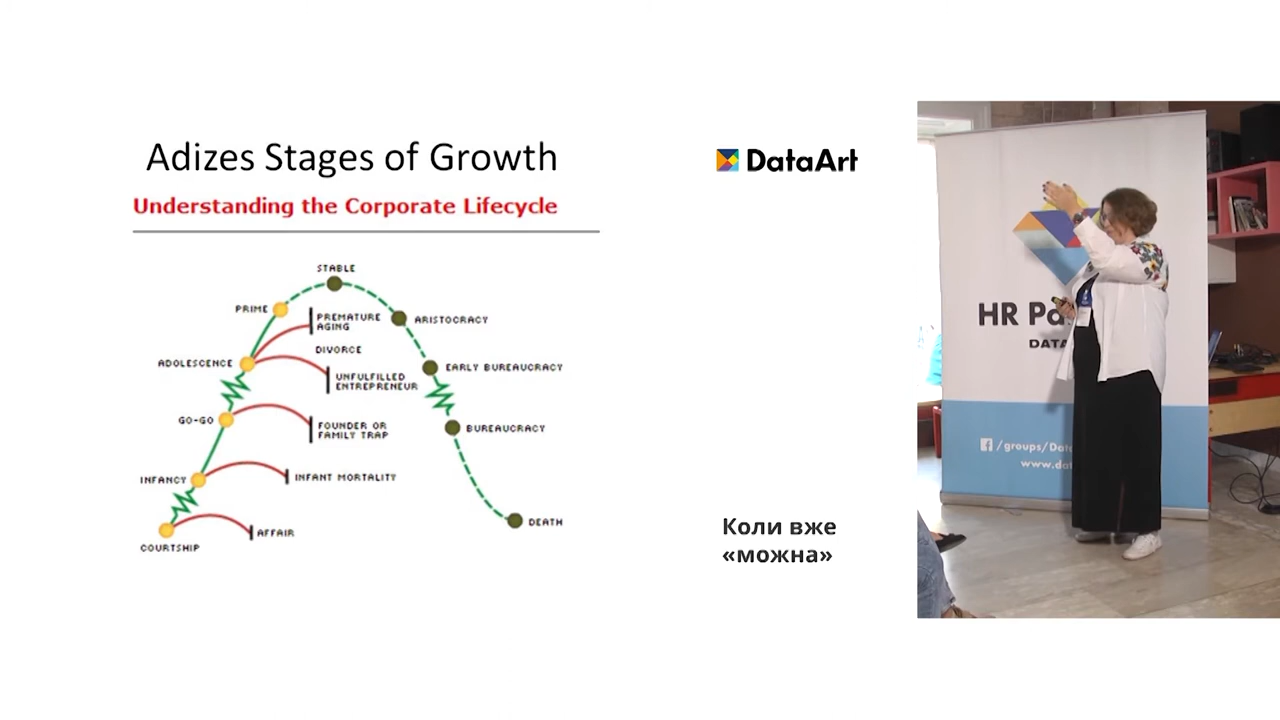 Adizes Stages of Growth
Understanding the Corporate Lifecycle
STABLE
PRIME
PREMATURE
AGING
ARISTOCRACY
DIVORCE
ADOLESCENCE
EARLY BUREAUCRACY
UNFULFILLED
ENTREPRENEUR
GO-GO
FOUNDER OR
FAMILY TRAP
BUREAUCRACY
INFANCY
INFANT MORTALITY
DEATH
AFFAIR
COURTSHIP
DataArt
Коли вже
«можна»
HR Pa
DATA
/groups/Data
www.dat